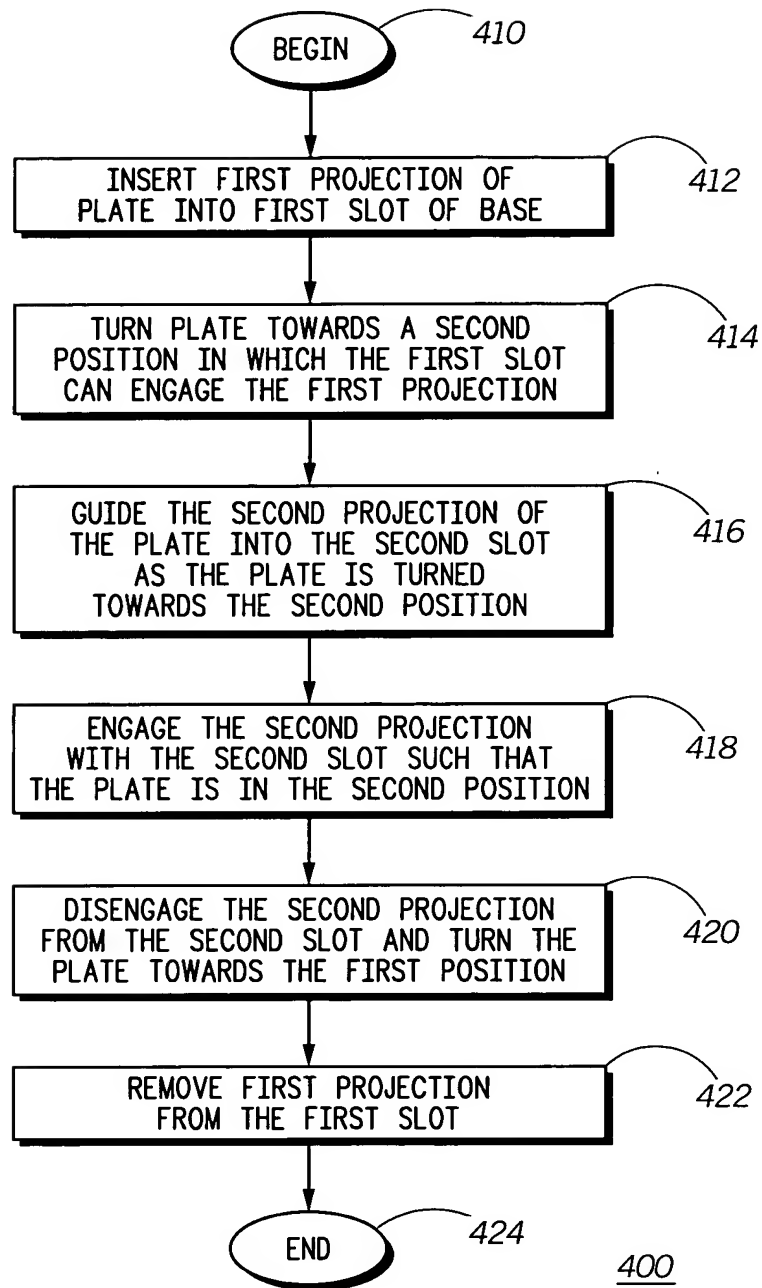 BEGIN
410
INSERT FIRST PROJECTION OF
PLATE INTO FIRST SLOT OF BASE
412
TURN PLATE TOWARDS A SECOND
POSITION IN WHICH THE FIRST SLOT
CAN ENGAGE THE FIRST PROJECTION
414
GUIDE THE SECOND PROJECTION OF
THE PLATE INTO THE SECOND SLOT
AS THE PLATE IS TURNED
TOWARDS THE SECOND POSITION
416
ENGAGE THE SECOND PROJECTION
WITH THE SECOND SLOT SUCH THAT
THE PLATE IS IN THE SECOND POSITION
418
DISENGAGE THE SECOND PROJECTION
FROM THE SECOND SLOT AND TURN THE
PLATE TOWARDS THE FIRST POSITION
420
REMOVE FIRST PROJECTION
FROM THE FIRST SLOT
422
END
424
400